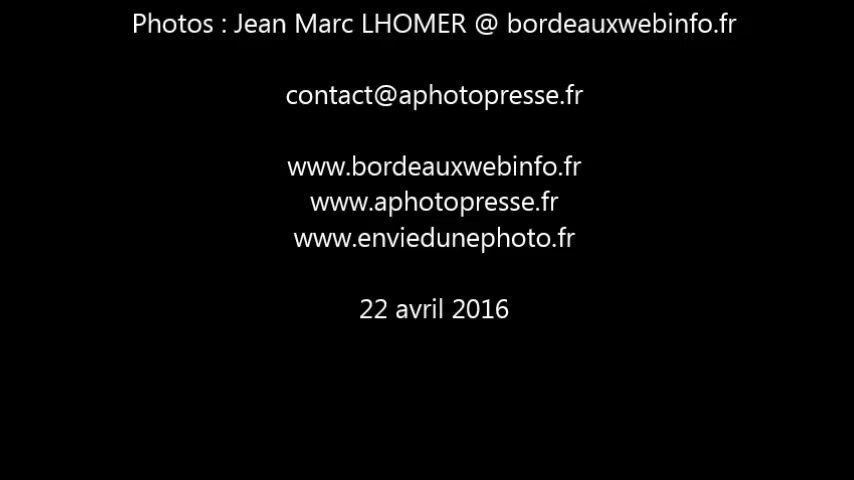 Photos : Jean Marc LHOMER @ bordeauxwebinfo.fr
contact@aphotopresse.fr
www.bordeauxwebinfo.fr
www.aphotopresse.fr
www.enviedunephoto.fr
22 avril 2016